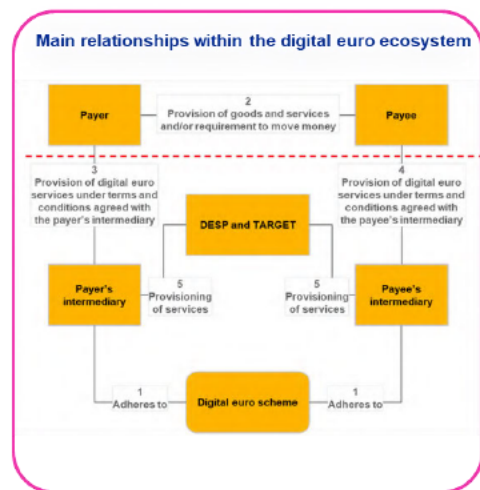 Main relationships within the digital euro ecosystem
2
Payer
Provision of goods and services
and/or requirement to move money
Payee
3
Provision of digital euro
services under terms and
conditions agreed with
the payer's intermediary
4
Provision of digital euro
services under terms and
conditions agreed with
the payee's intermediary
DESP and TARGET
Payer's
intermediary
5
Provisioning
of services
5
Provisioning
of services
Payee's
intermediary
1
Adheres to
Digital euro scheme
1
Adheres to